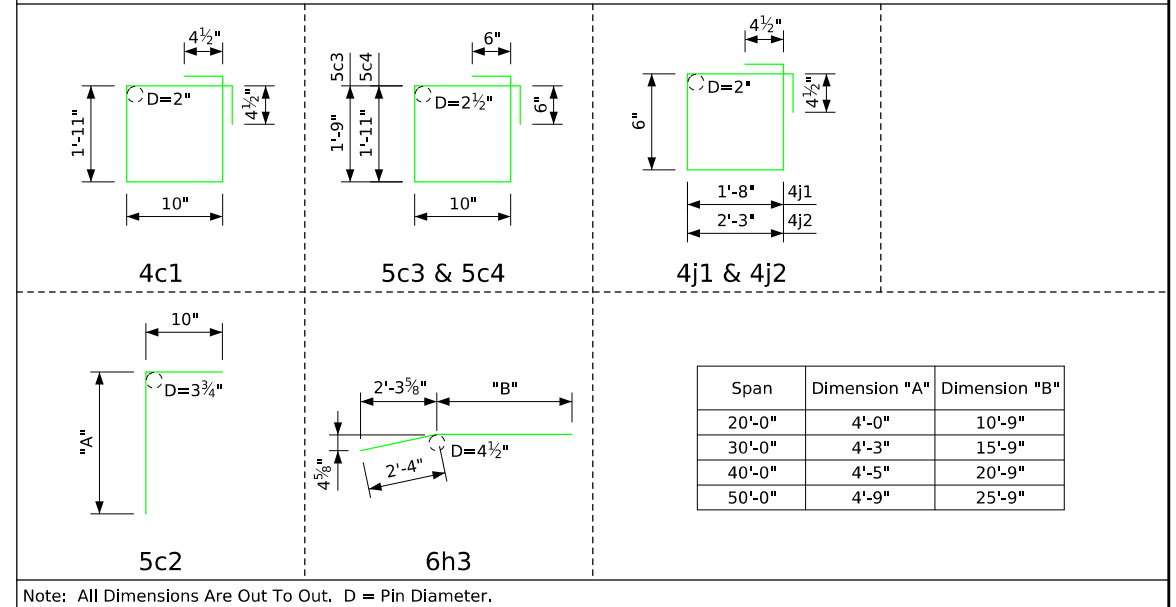 4½"
D=2"
4½"
1'-11"
10"
4c1
6"
5c3
5c4
D=2½"
6"
1'-9"
1'-11"
10"
5c3 & 5c4
4½"
D=2"
4½"
6"
1'-8" 4j1
2'-3" 4j2
4j1 & 4j2
10"
D=3¾"
"A"
5c2
2'-3⅝" "B"
D=4½"
4⅝"
2'-4"
6h3
Span Dimension "A" Dimension "B"
20'-0" 4'-0" 10'-9"
30'-0" 4'-3" 15'-9"
40'-0" 4'-5" 20'-9"
50'-0" 4'-9" 25'-9"
Note: All Dimensions Are Out To Out. D = Pin Diameter.